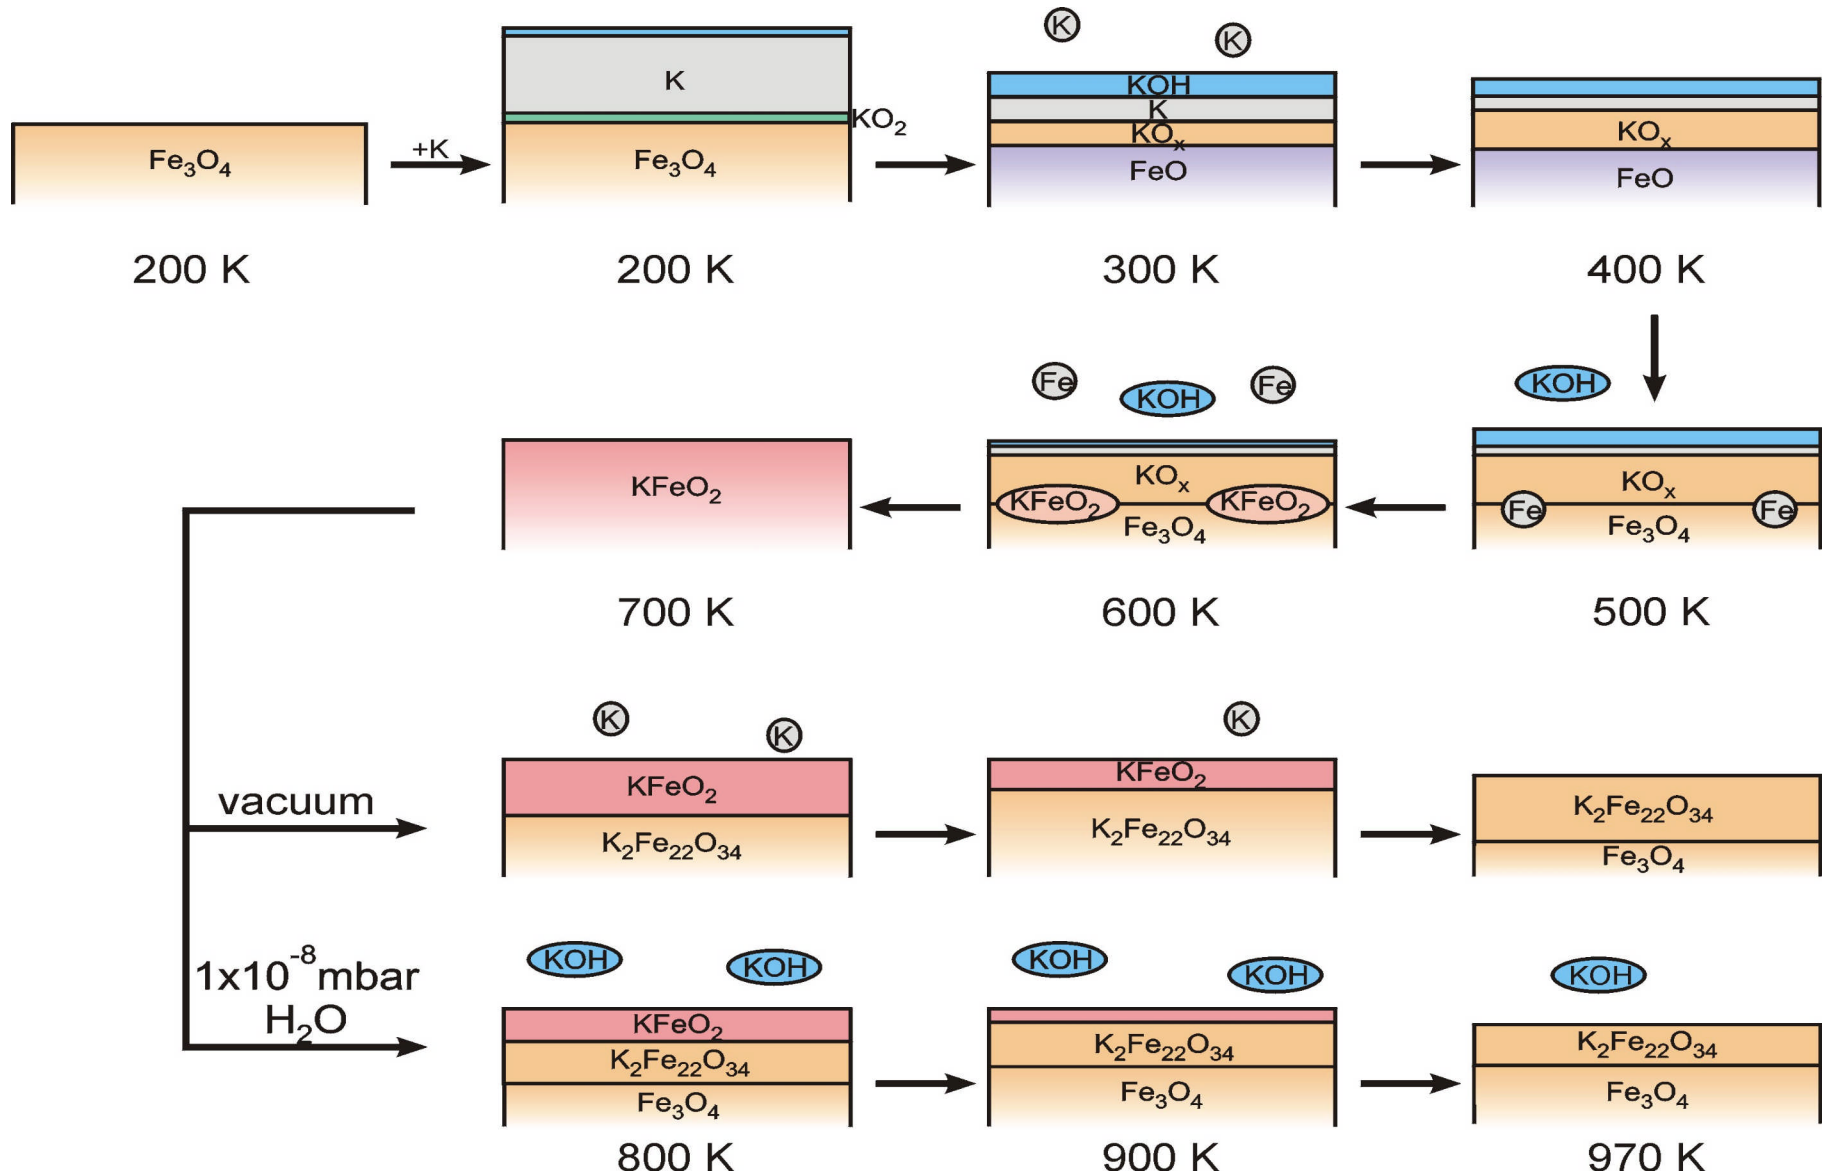 K
K
K
KOH
K
KO₂
KOₓ
KOₓ
Fe₃O₄
+K
Fe₃O₄
FeO
FeO
200 K
200 K
300 K
400 K
Fe
KOH
Fe
KOH
KFeO₂
KOₓ
KOₓ
KFeO₂
KFeO₂
Fe
Fe
Fe₃O₄
Fe₃O₄
700 K
600 K
500 K
K
K
K
vacuum
KFeO₂
KFeO₂
K₂Fe₂₂O₃₄
K₂Fe₂₂O₃₄
K₂Fe₂₂O₃₄
Fe₃O₄
1x10⁻⁸mbar
H₂O
KOH
KOH
KOH
KOH
KOH
KFeO₂
K₂Fe₂₂O₃₄
K₂Fe₂₂O₃₄
K₂Fe₂₂O₃₄
Fe₃O₄
Fe₃O₄
Fe₃O₄
800 K
900 K
970 K